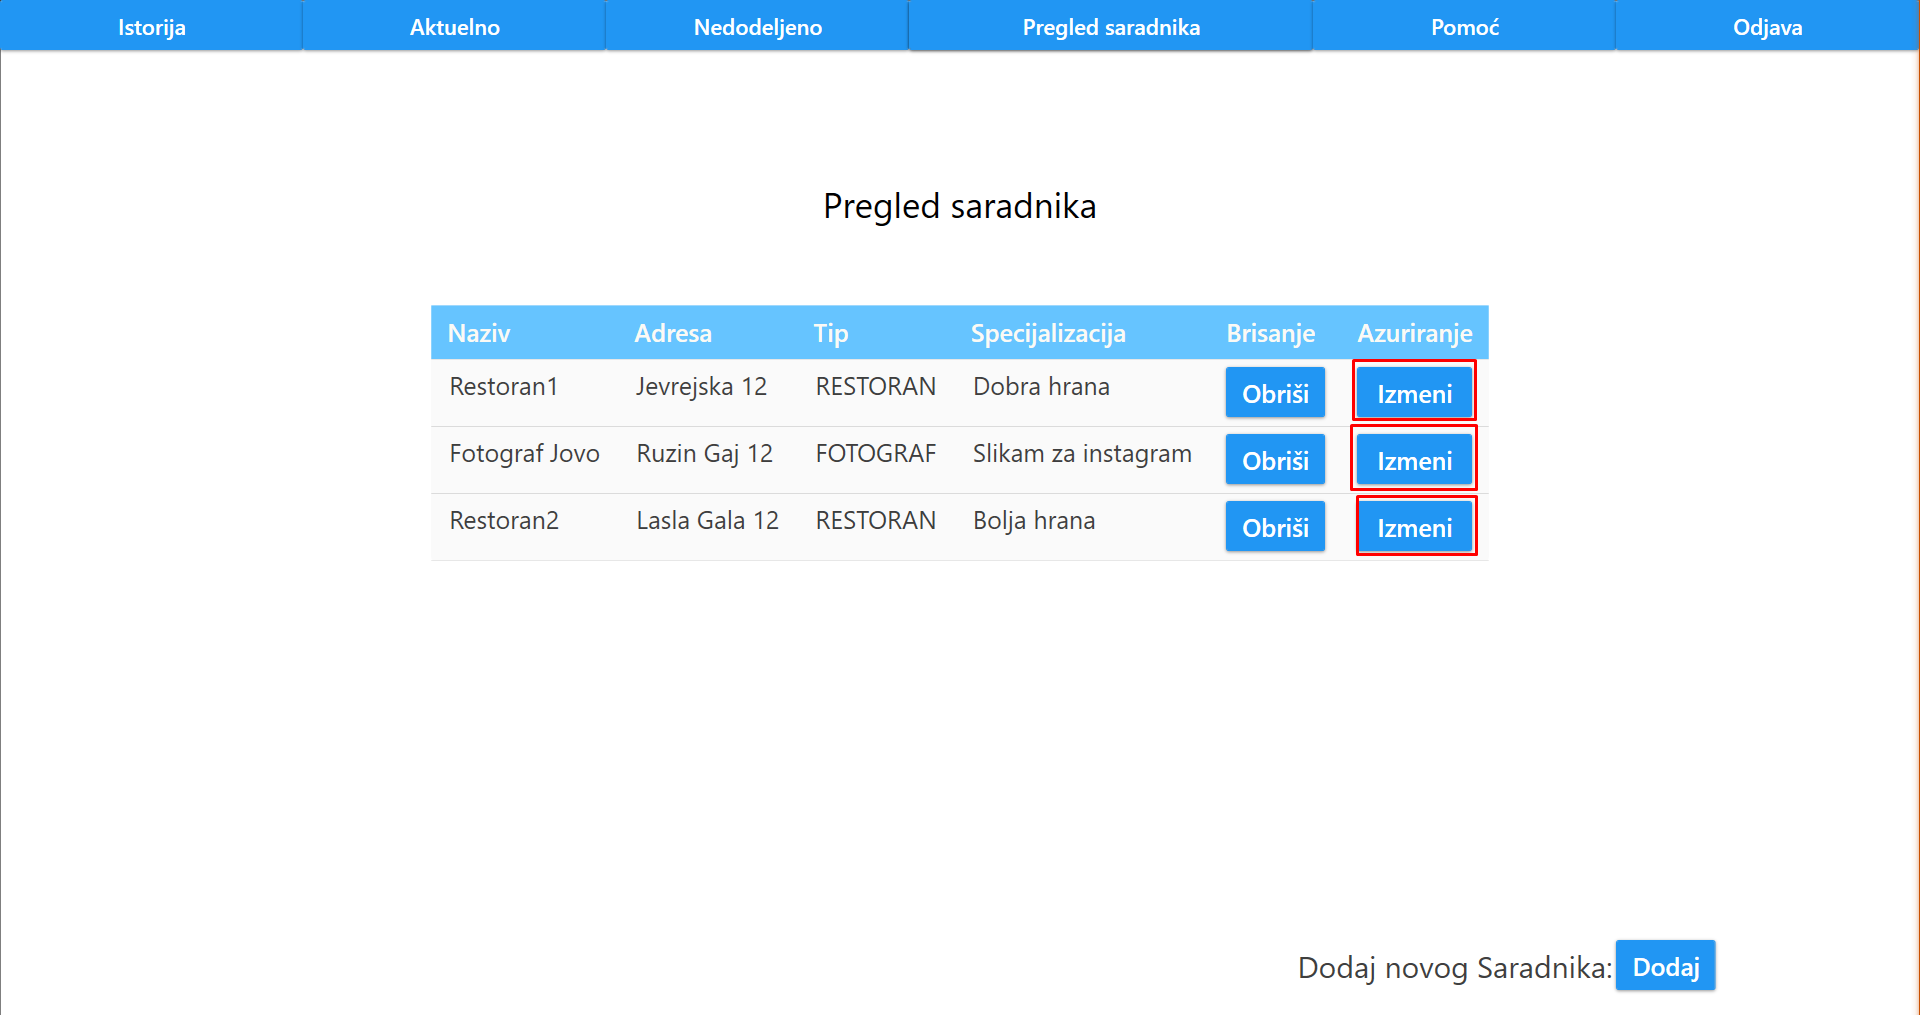 Istorija Aktuelno Nedodeljeno Pregled saradnika Pomoć Odjava
Pregled saradnika
Naziv Adresa Tip Specijalizacija Brisanje Azuriranje
Restoran1 Jevrejska 12 RESTORAN Dobra hrana Obriši Izmeni
Fotograf Jovo Ruzin Gaj 12 FOTOGRAF Slikam za instagram Obriši Izmeni
Restoran2 Lasla Gala 12 RESTORAN Bolja hrana Obriši Izmeni
Dodaj novog Saradnika: Dodaj